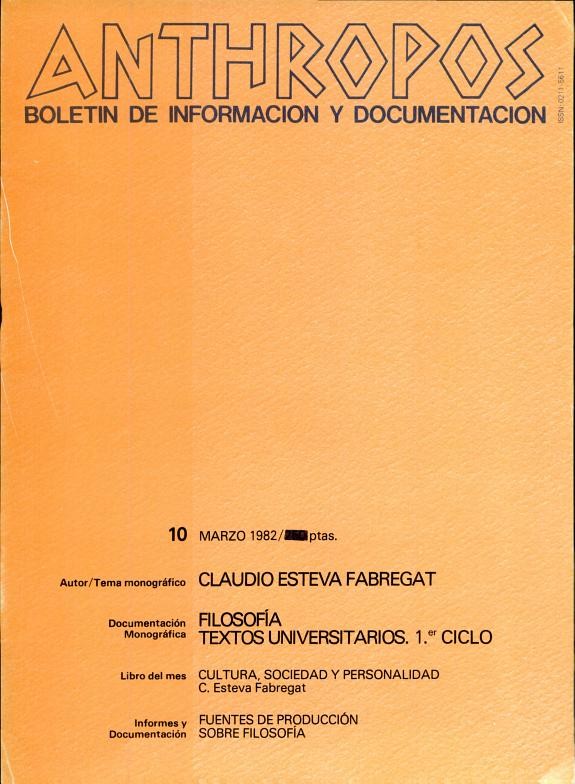 ANTHROPOS
BOLETIN DE INFORMACION Y DOCUMENTACION
ISSN: 0211-5611
10 MARZO 1982/ ptas.
Autor/Tema monográfico CLAUDIO ESTEVA FABREGAT
Documentación Monográfica FILOSOFÍA
TEXTOS UNIVERSITARIOS. 1.er CICLO
Libro del mes CULTURA, SOCIEDAD Y PERSONALIDAD
C. Esteva Fabregat
Informes y Documentación FUENTES DE PRODUCCIÓN
SOBRE FILOSOFÍA